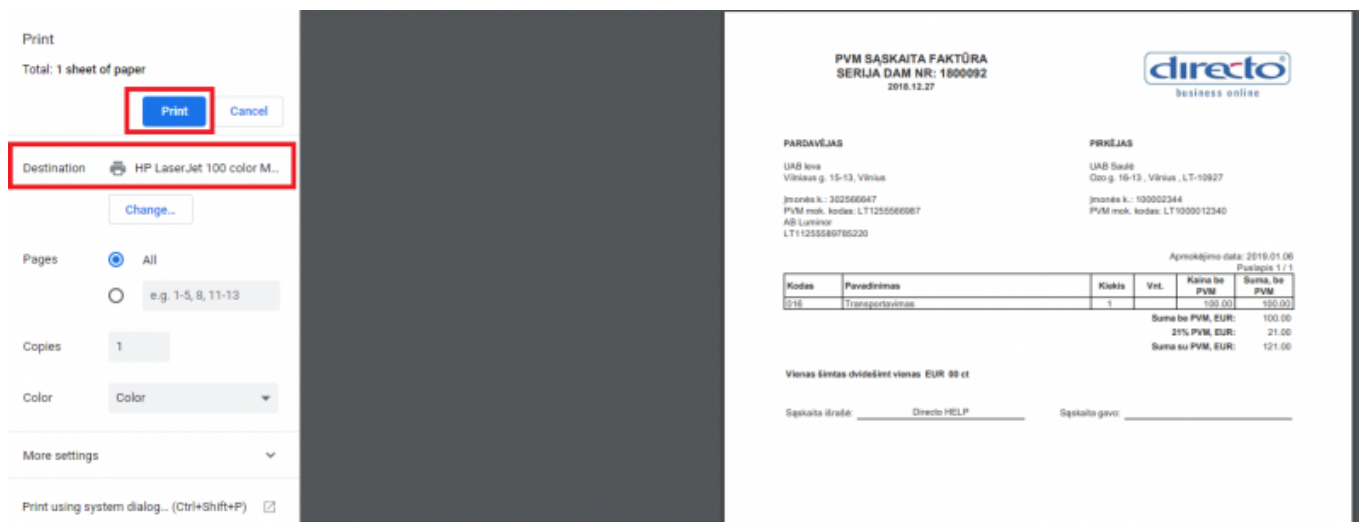 Print
Total: 1 sheet of paper
Print
Cancel
Destination
HP LaserJet 100 color M...
Change...
Pages
All
e.g. 1-5, 8, 11-13
Copies
1
Color
Color
More settings
Print using system dialog... (Ctrl+Shift+P)
PVM SĄSKAITA FAKTŪRA
SERIJA DAM NR: 1800092
2018.12.27
directo
business online
PARDAVĖJAS
UAB Ieva
Vilniaus g. 15-13, Vilnius
Įmonės k.: 302566647
PVM mok. kodas: LT1255566987
AB Luminor
LT11255589785220
PIRKĖJAS
UAB Saulė
Ozo g. 16-13 , Vilnius , LT-10927
Įmonės k.: 100002344
PVM mok. kodas: LT1000012340
Apmokėjimo data: 2019.01.06
Puslapis 1 / 1
Kodas Pavadinimas Kiekis Vnt. Kaina be PVM Suma, be PVM
016 Transportavimas 1 100.00 100.00
Suma be PVM, EUR: 100.00
21% PVM, EUR: 21.00
Suma su PVM, EUR: 121.00
Vienas šimtas dvidešimt vienas EUR 00 ct
Sąskaita išrašė: Directo HELP
Sąskaita gavo: